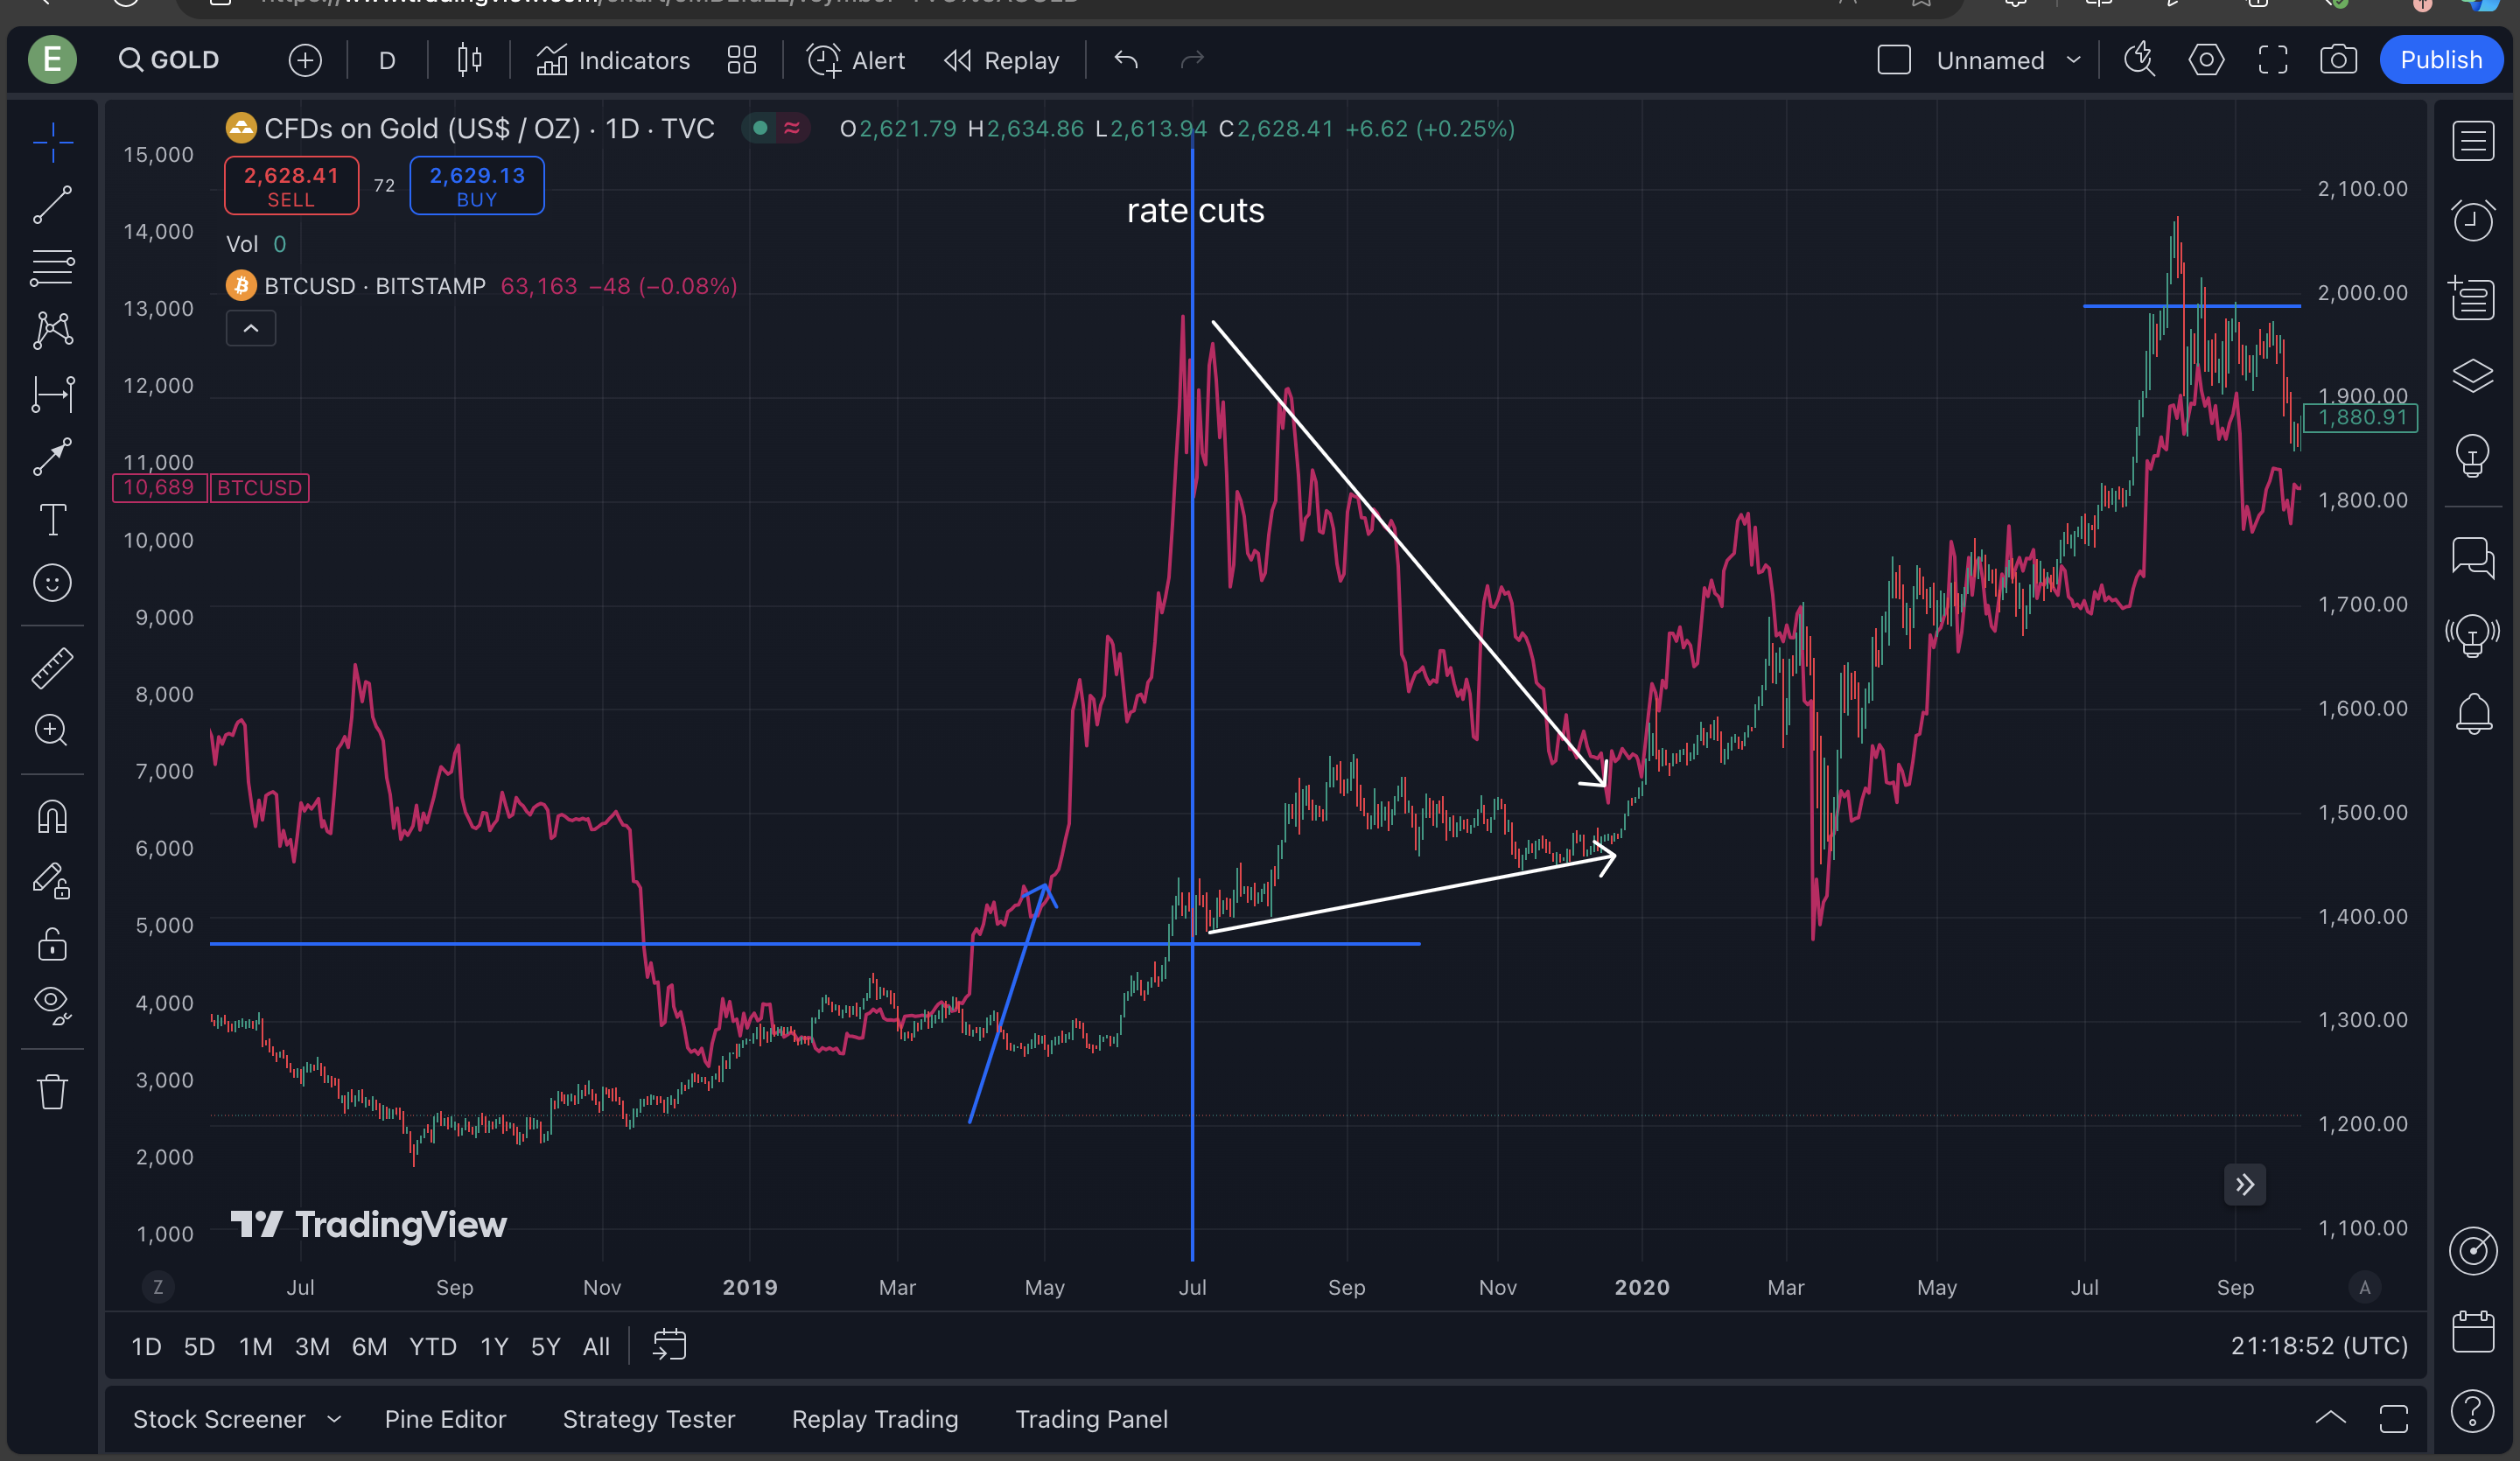 E
GOLD
D
Indicators
Alert
Replay
Unnamed
Publish
CFDs on Gold (US$ / OZ) · 1D · TVC
O2,621.79 H2,634.86 L2,613.94 C2,628.41 +6.62 (+0.25%)
2,628.41
SELL
72
2,629.13
BUY
Vol 0
BTCUSD · BITSTAMP 63,163 −48 (−0.08%)
rate cuts
15,000
14,000
13,000
12,000
11,000
10,689 BTCUSD
10,000
9,000
8,000
7,000
6,000
5,000
4,000
3,000
2,000
1,000
2,100.00
2,000.00
1,900.00
1,880.91
1,800.00
1,700.00
1,600.00
1,500.00
1,400.00
1,300.00
1,200.00
1,100.00
TradingView
Z
Jul Sep Nov 2019 Mar May Jul Sep Nov 2020 Mar May Jul Sep
A
1D 5D 1M 3M 6M YTD 1Y 5Y All
21:18:52 (UTC)
Stock Screener
Pine Editor
Strategy Tester
Replay Trading
Trading Panel